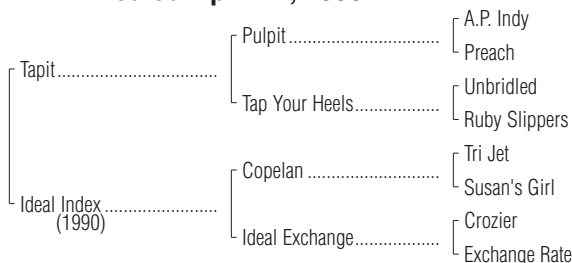 A.P. Indy
Pulpit
Preach
Tapit
Unbridled
Tap Your Heels
Ruby Slippers
Tri Jet
Copelan
Susan's Girl
Ideal Index
(1990)
Crozier
Ideal Exchange
Exchange Rate